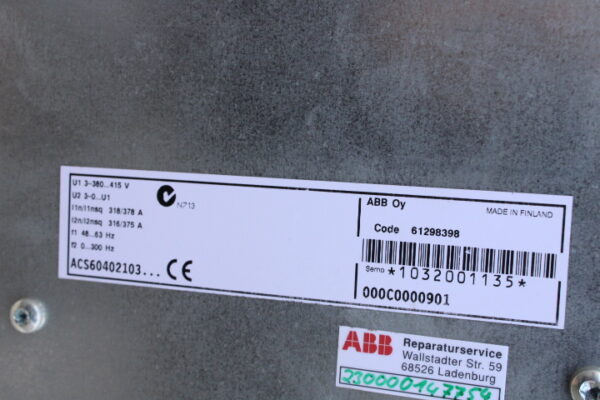 U1 3~380...415 V
U2 3~0...U1
I1n/I1nsq 318/378 A
I2n/I2nsq 316/375 A
f1 48...63 Hz
f2 0...300 Hz
ACS60402103... CE
N713
ABB Oy
MADE IN FINLAND
Code 61298398
Serno *1032001135*
000C0000901
ABB Reparaturservice
Wallstadter Str. 59
68526 Ladenburg
230000147754